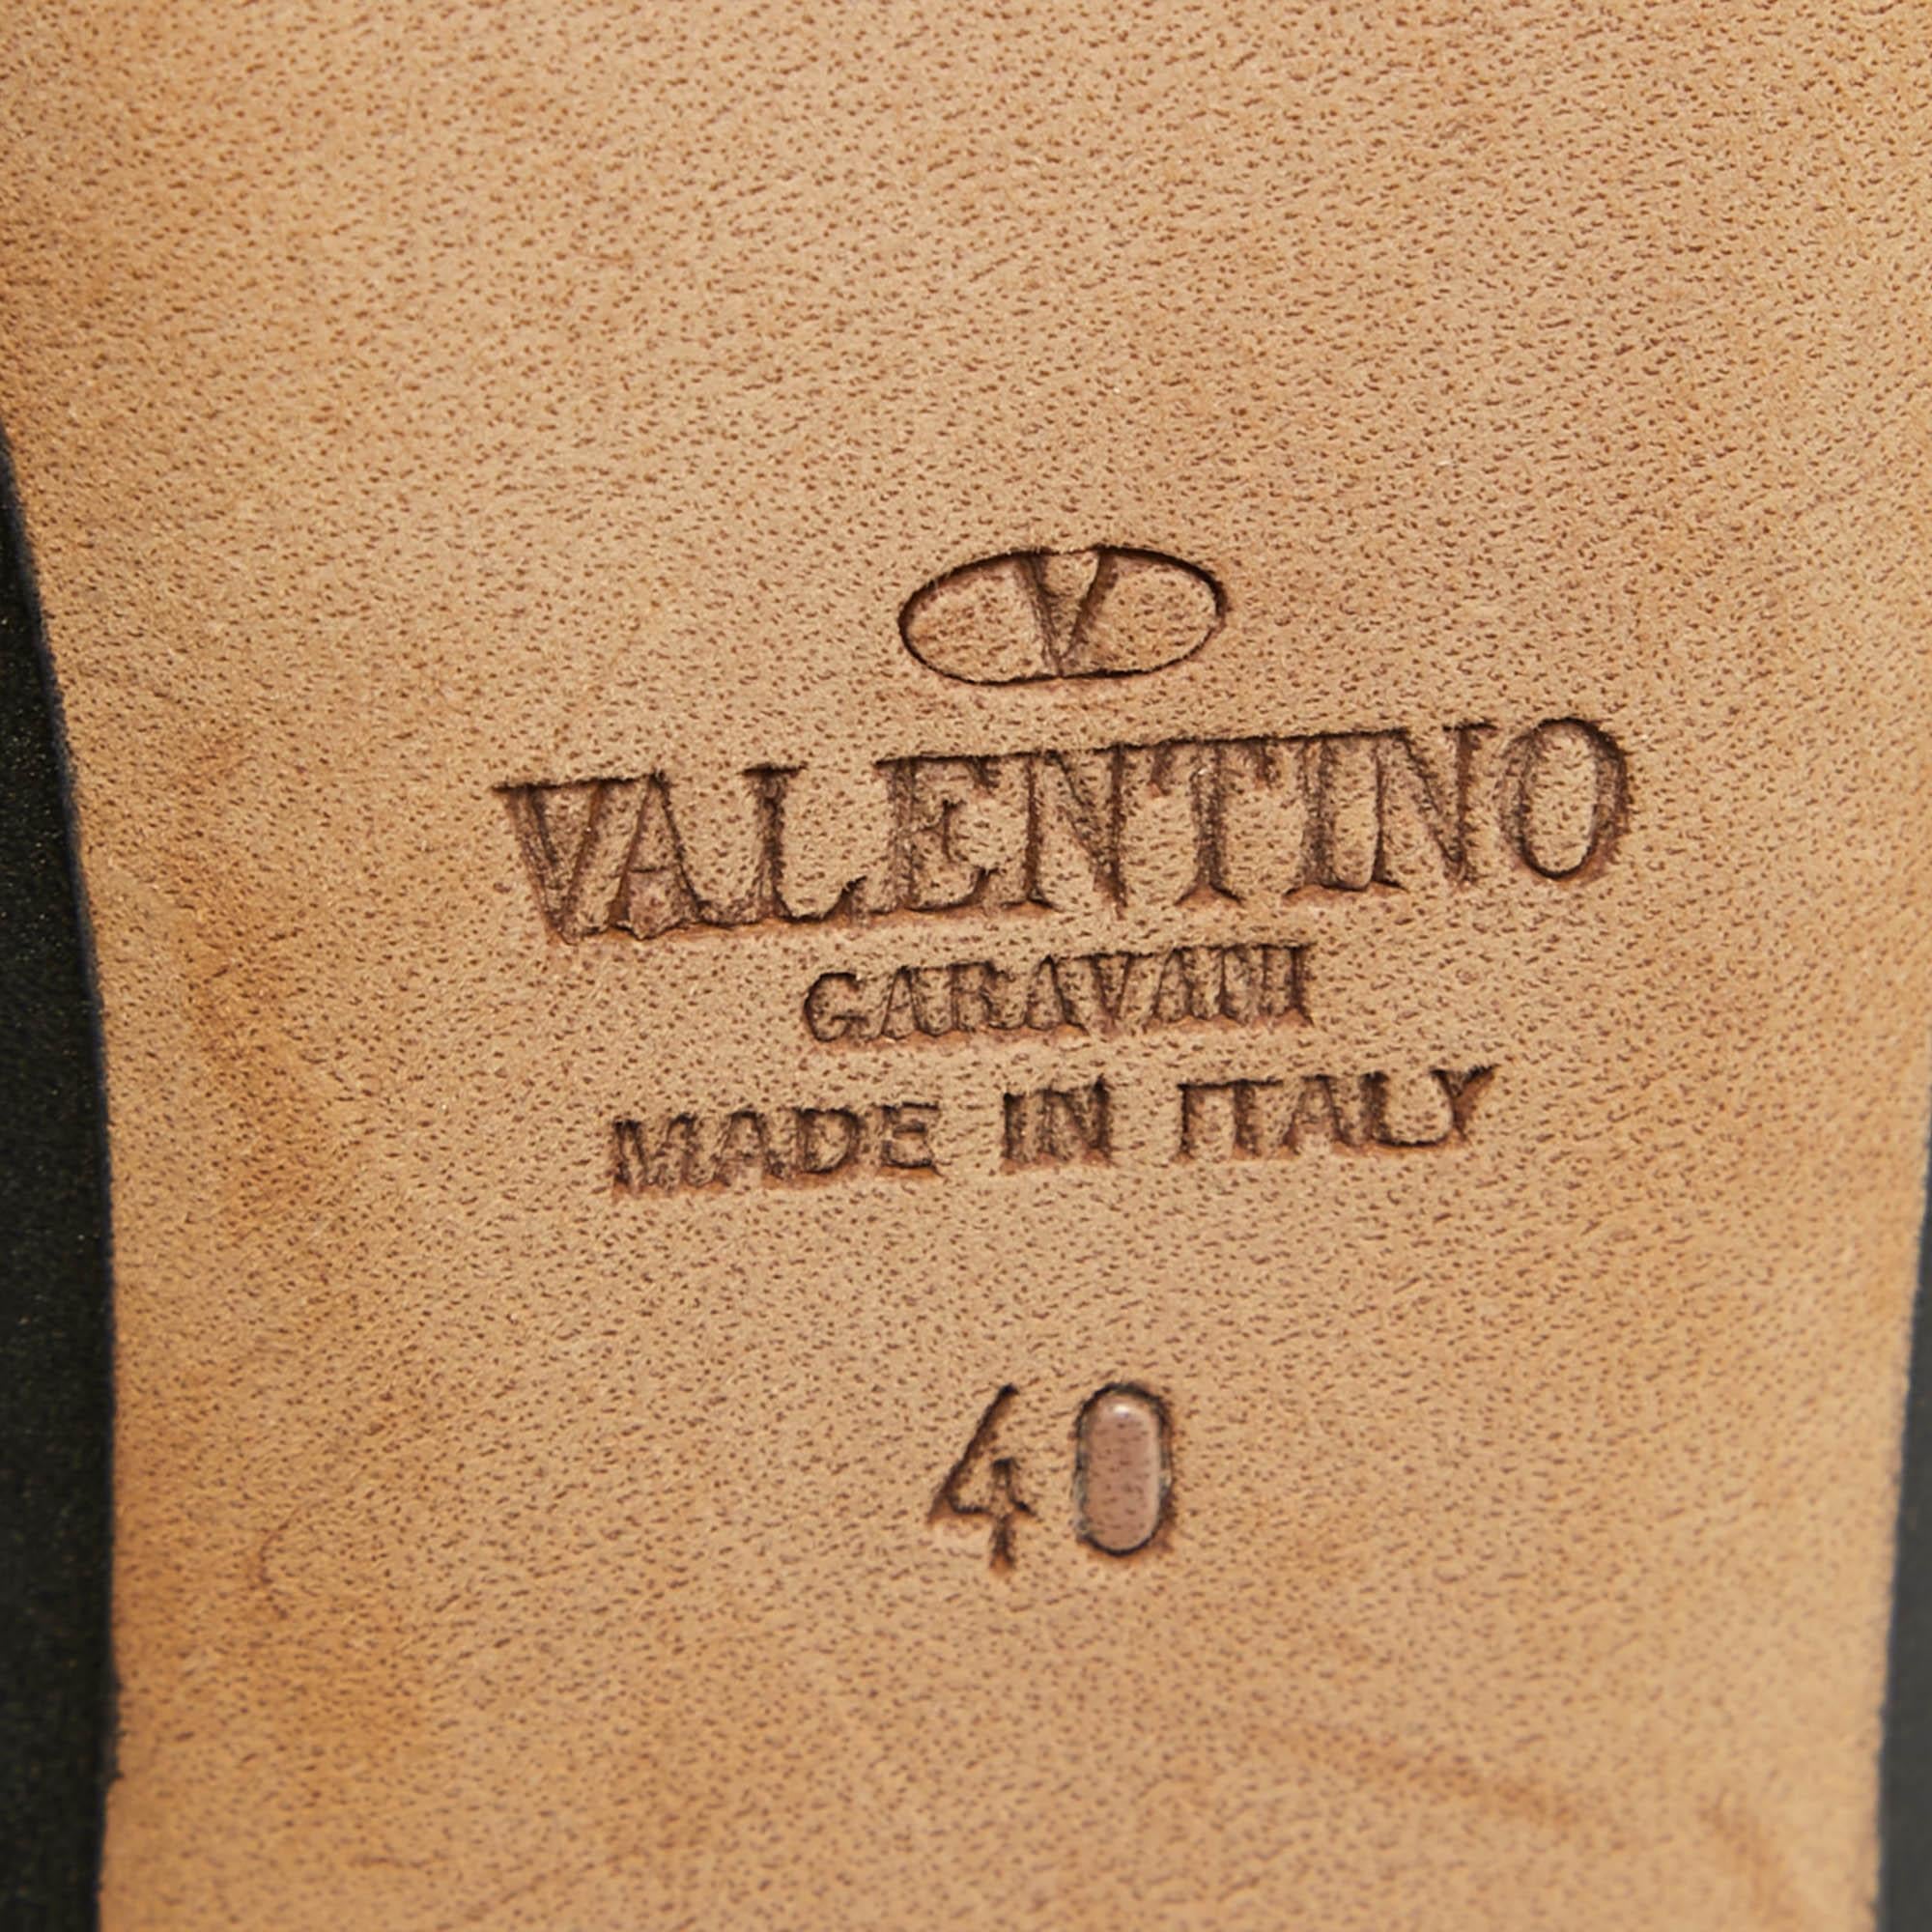 V
VALENTINO
GARAVANI
MADE IN ITALY
40